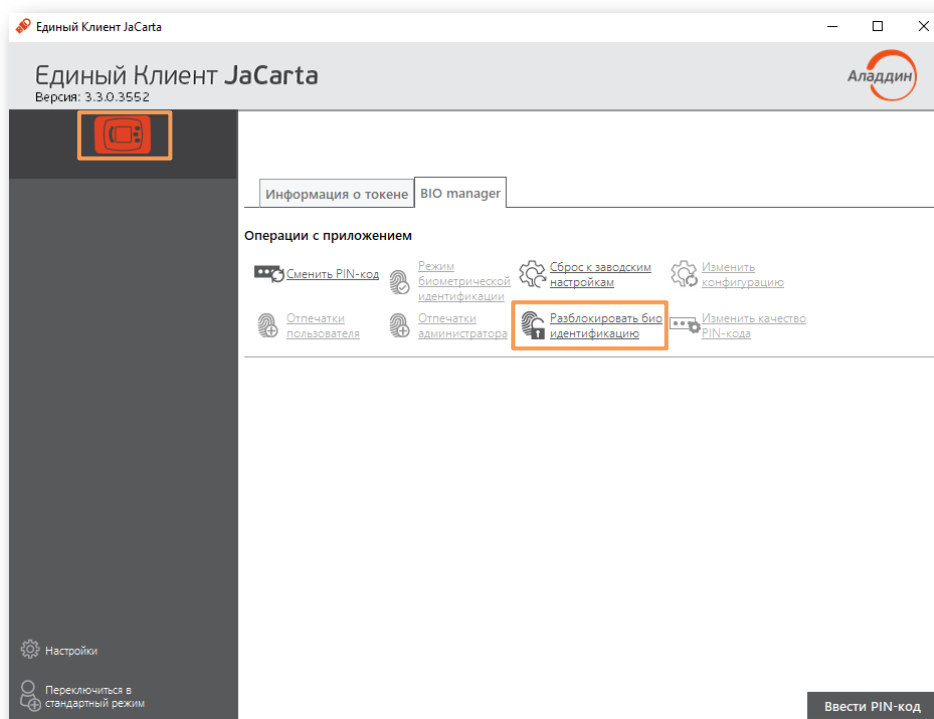 Единый Клиент JaCarta
Единый Клиент JaCarta
Версия: 3.3.0.3552
Аладдин
Информация о токене
BIO manager
Операции с приложением
Сменить PIN-код
Режим
биометрической
идентификации
Сброс к заводским
настройкам
Изменить
конфигурацию
Отпечатки
пользователя
Отпечатки
администратора
Разблокировать био
идентификацию
Изменить качество
PIN-кода
Настройки
Переключиться в
стандартный режим
Ввести PIN-код